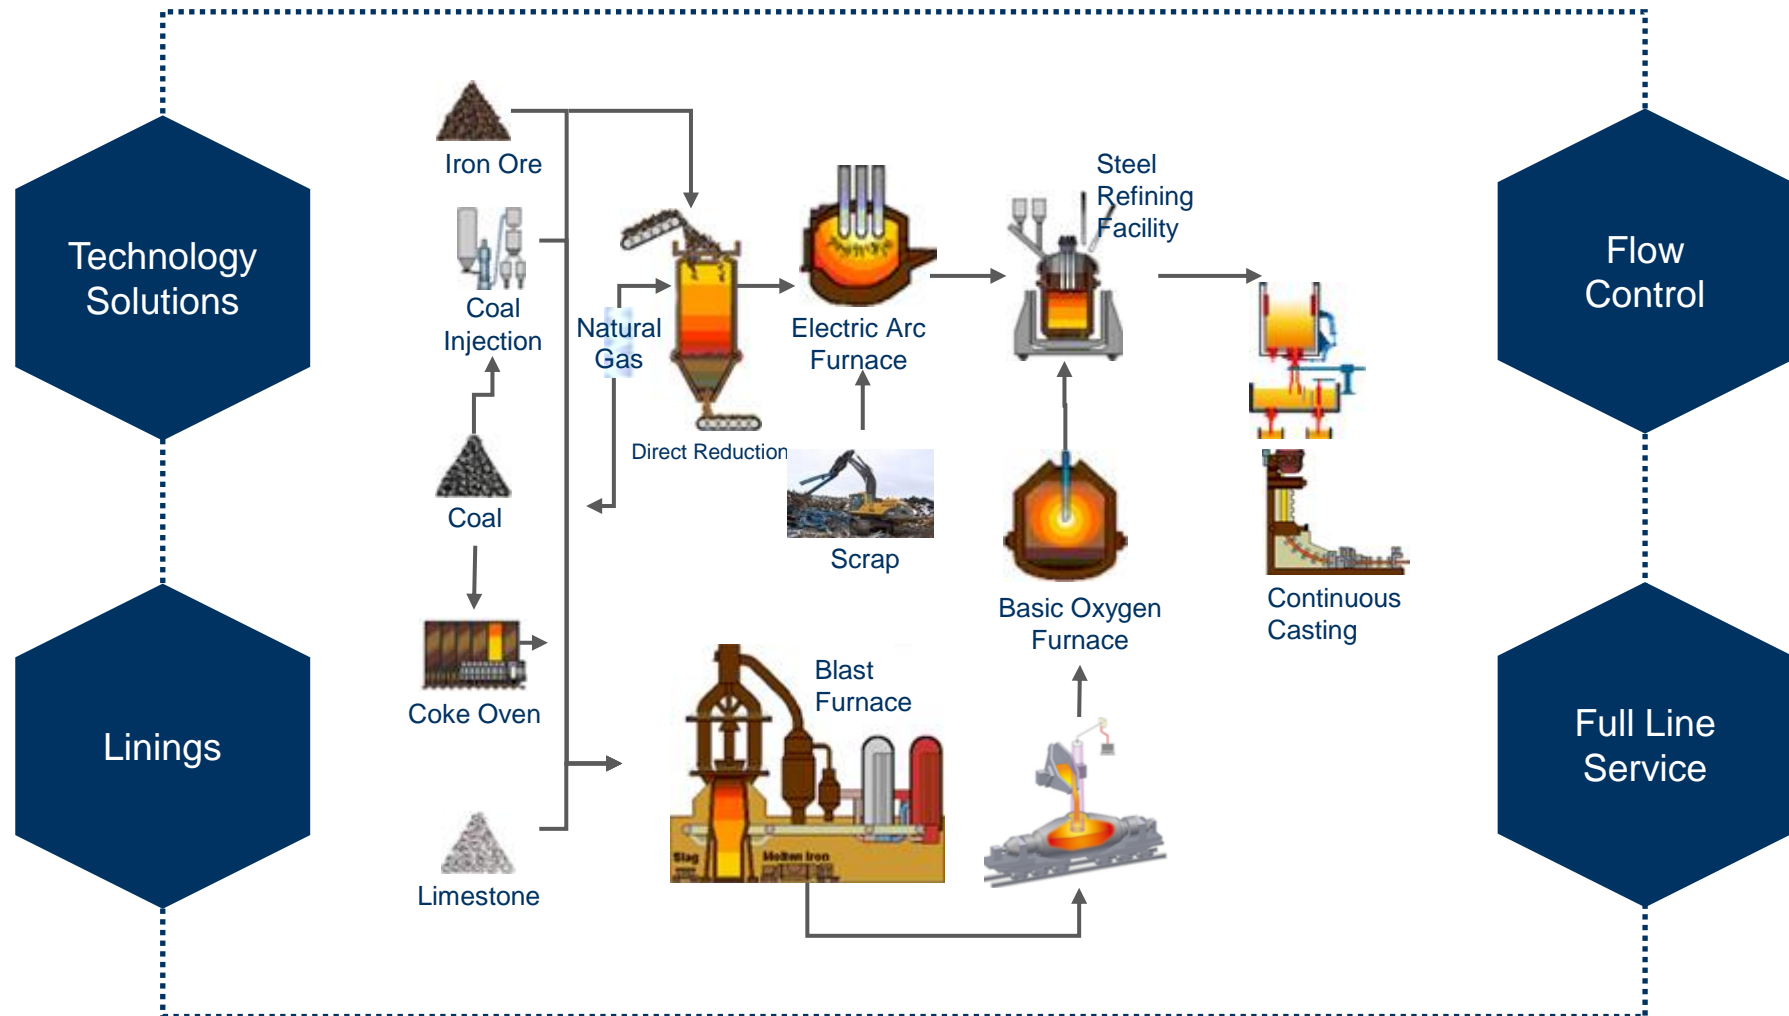 Technology
Solutions
Linings
Iron Ore
Coal
Injection
Coal
Coke Oven
Limestone
Natural
Gas
Direct Reduction
Electric Arc
Furnace
Scrap
Blast
Furnace
Slag
Molten Iron
Steel
Refining
Facility
Basic Oxygen
Furnace
Continuous
Casting
Flow
Control
Full Line
Service